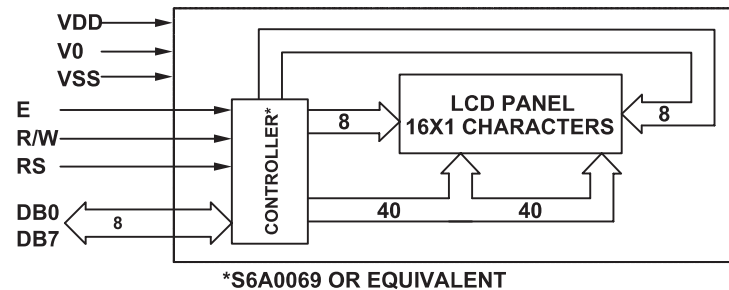 VDD
V0
VSS
E
R/W
RS
DB0
DB7
8
CONTROLLER*
8
LCD PANEL
16X1 CHARACTERS
8
40
40
*S6A0069 OR EQUIVALENT